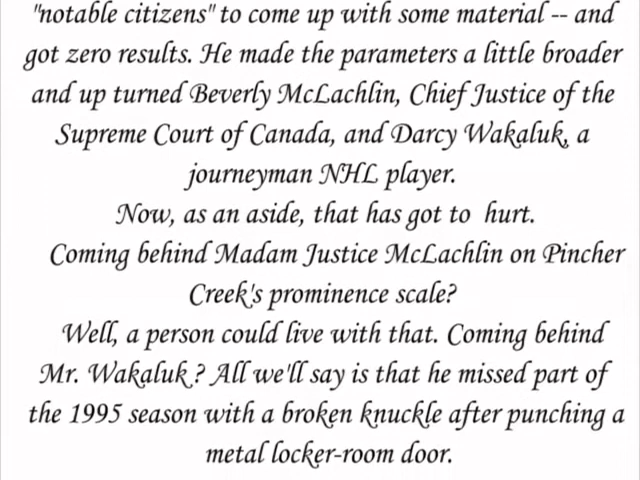 "notable citizens" to come up with some material -- and
got zero results. He made the parameters a little broader
and up turned Beverly McLachlin, Chief Justice of the
Supreme Court of Canada, and Darcy Wakaluk, a
journeyman NHL player.
Now, as an aside, that has got to hurt.
Coming behind Madam Justice McLachlin on Pincher
Creek's prominence scale?
Well, a person could live with that. Coming behind
Mr. Wakaluk ? All we'll say is that he missed part of
the 1995 season with a broken knuckle after punching a
metal locker-room door.